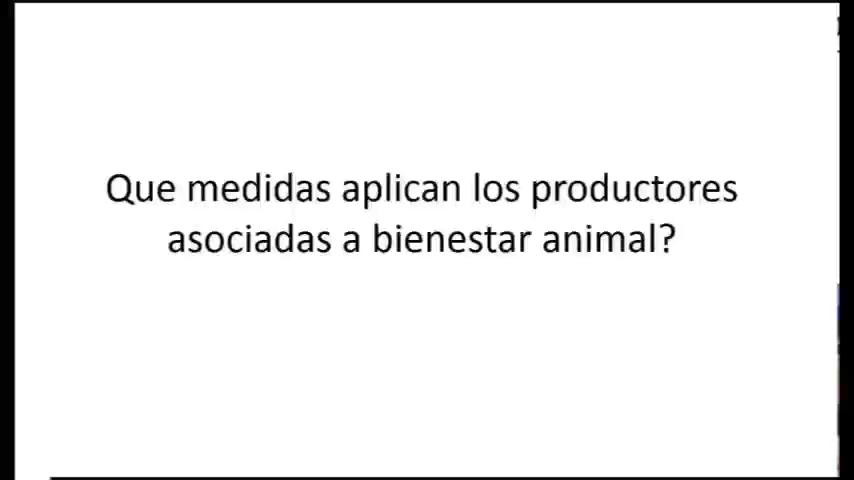 Que medidas aplican los productores
asociadas a bienestar animal?